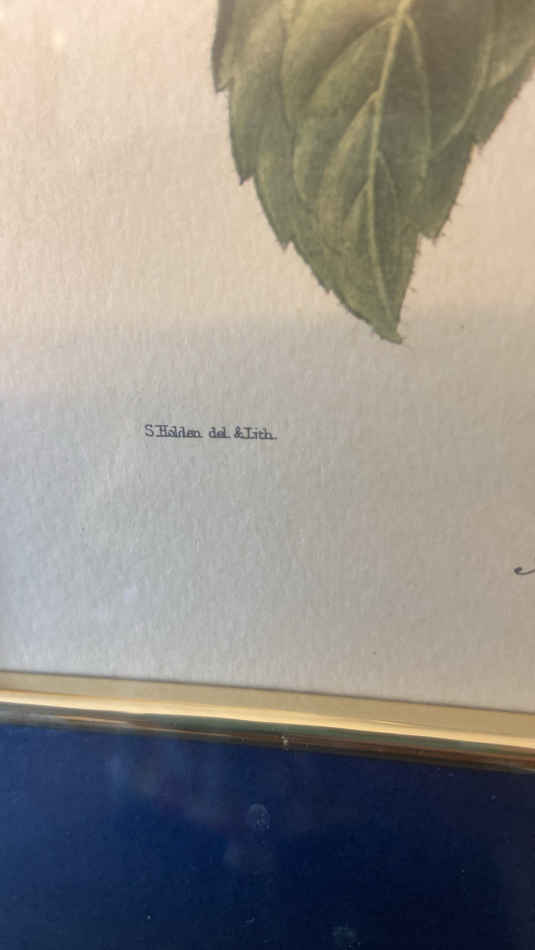 S. Holden del. & Lith.